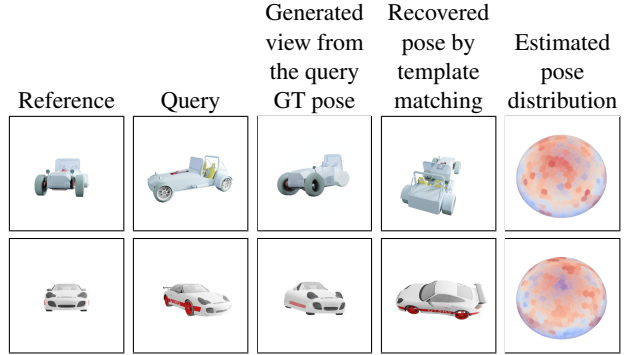 Reference
Query
Generated
view from
the query
GT pose
Recovered
pose by
template
matching
Estimated
pose
distribution